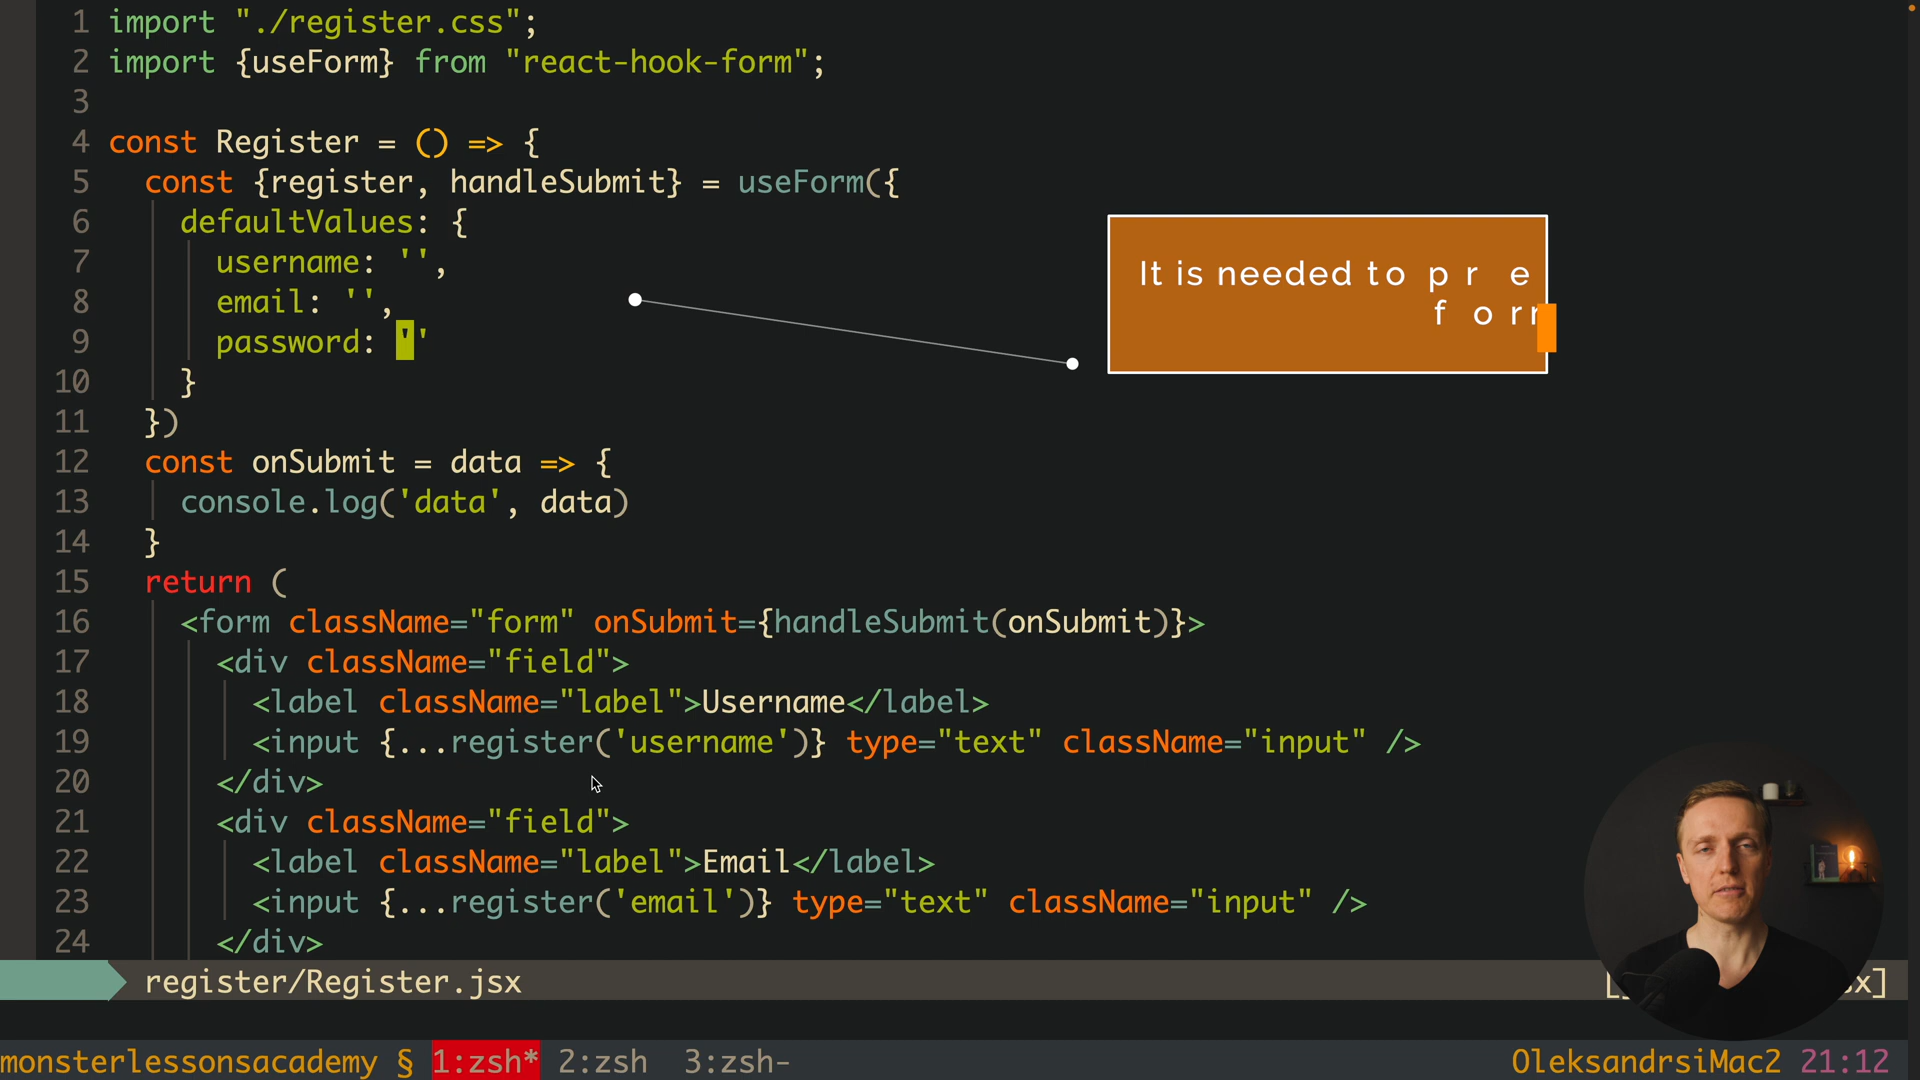 1 import "./register.css";
2 import {useForm} from "react-hook-form";
3
4 const Register = () => {
5 const {register, handleSubmit} = useForm({
6 defaultValues: {
7 username: '',
8 email: '',
9 password: ''
10 }
11 })
12 const onSubmit = data => {
13 console.log('data', data)
14 }
15 return (
16 <form className="form" onSubmit={handleSubmit(onSubmit)}>
17 <div className="field">
18 <label className="label">Username</label>
19 <input {...register('username')} type="text" className="input" />
20 </div>
21 <div className="field">
22 <label className="label">Email</label>
23 <input {...register('email')} type="text" className="input" />
24 </div>
It is needed to pre
for
register/Register.jsx
monsterlessonsacademy § 1:zsh* 2:zsh 3:zsh-
OleksandrsiMac2 21:12